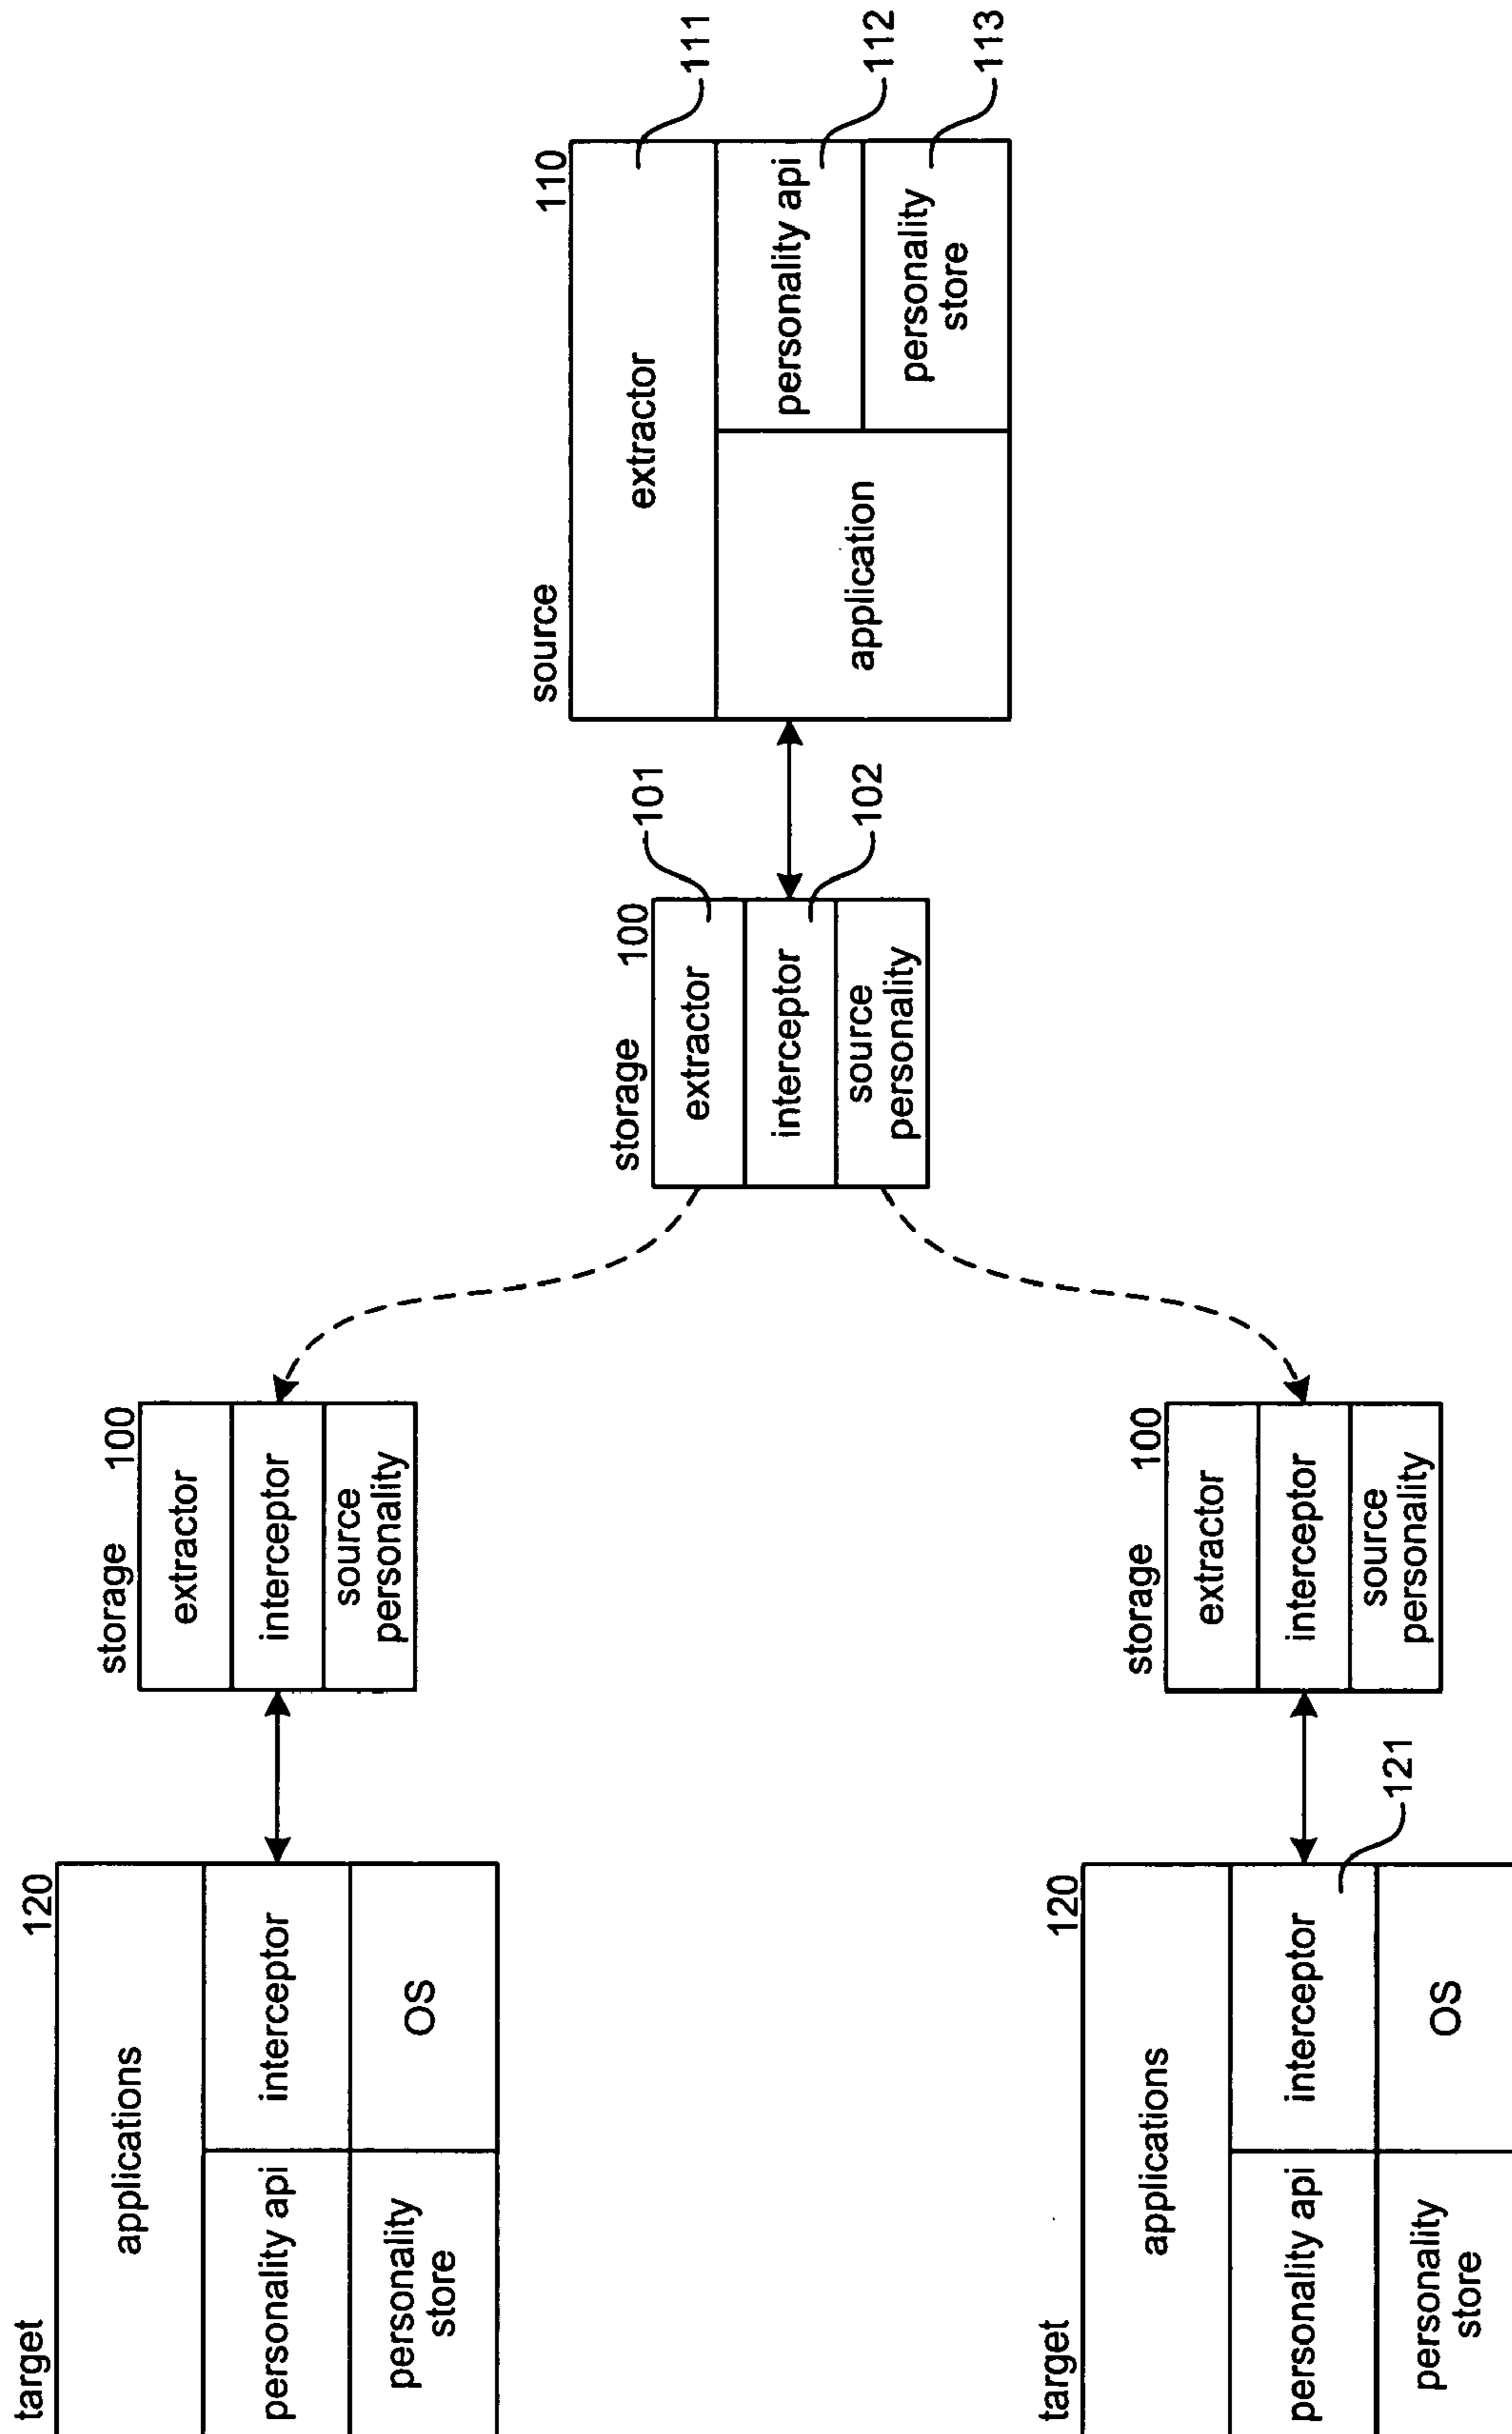 target 120
applications
personality api
interceptor
personality
store
OS
storage 100
extractor
interceptor
source
personality
storage 100
extractor
101
interceptor
102
source
personality
source 110
extractor
111
application
personality api
112
personality
store
113
target 120
applications
personality api
interceptor
121
personality
store
OS
storage 100
extractor
interceptor
source
personality